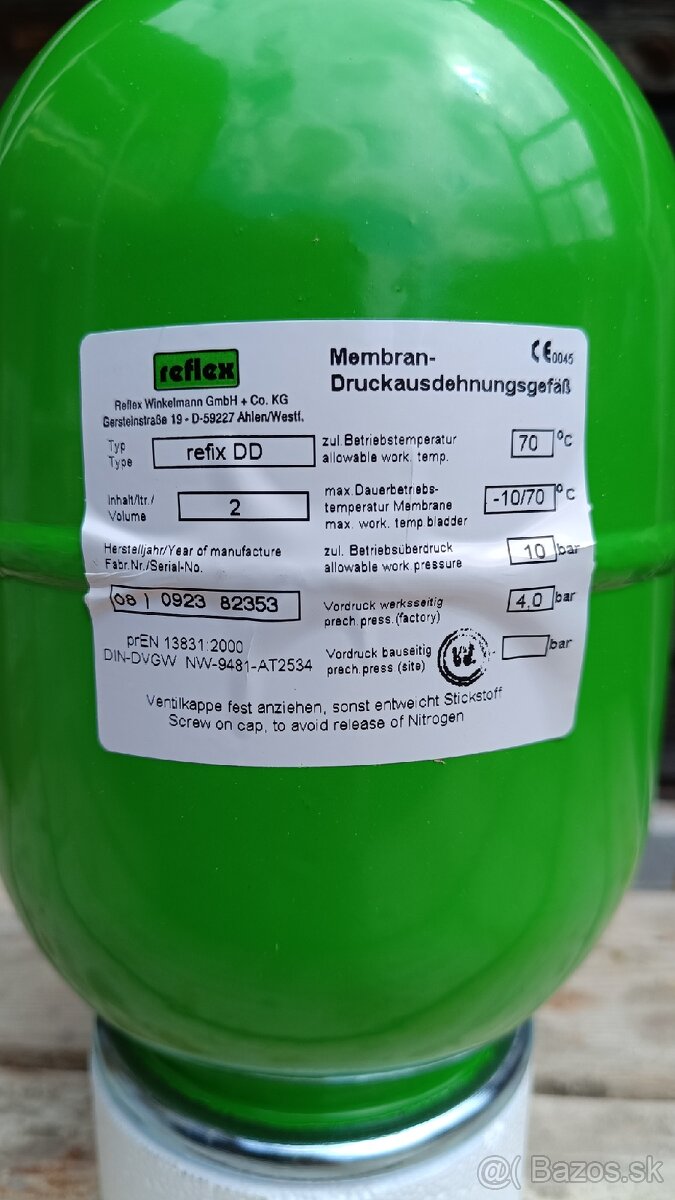 reflex
Reflex Winkelmann GmbH + Co. KG
Gersteinstraße 19 - D-59227 Ahlen/Westf.
Membran-
Druckausdehnungsgefäß
CE0045
Typ
Type
refix DD
zul. Betriebstemperatur
allowable work. temp.
70 °C
Inhalt/ltr./
Volume
2
max. Dauerbetriebs-
temperatur Membrane
max. work. temp bladder
-10/70 °C
Herstelljahr/Year of manufacture
Fabr.Nr./Serial-No.
08 | 0923 82353
zul. Betriebsüberdruck
allowable work pressure
10 bar
Vordruck werksseitig
prech.press.(factory)
4,0 bar
prEN 13831:2000
DIN-DVGW NW-9481-AT2534
Vordruck bauseitig
prech.press (site)
bar
Ventilkappe fest anziehen, sonst entweicht Stickstoff
Screw on cap, to avoid release of Nitrogen
@ Bazos.sk